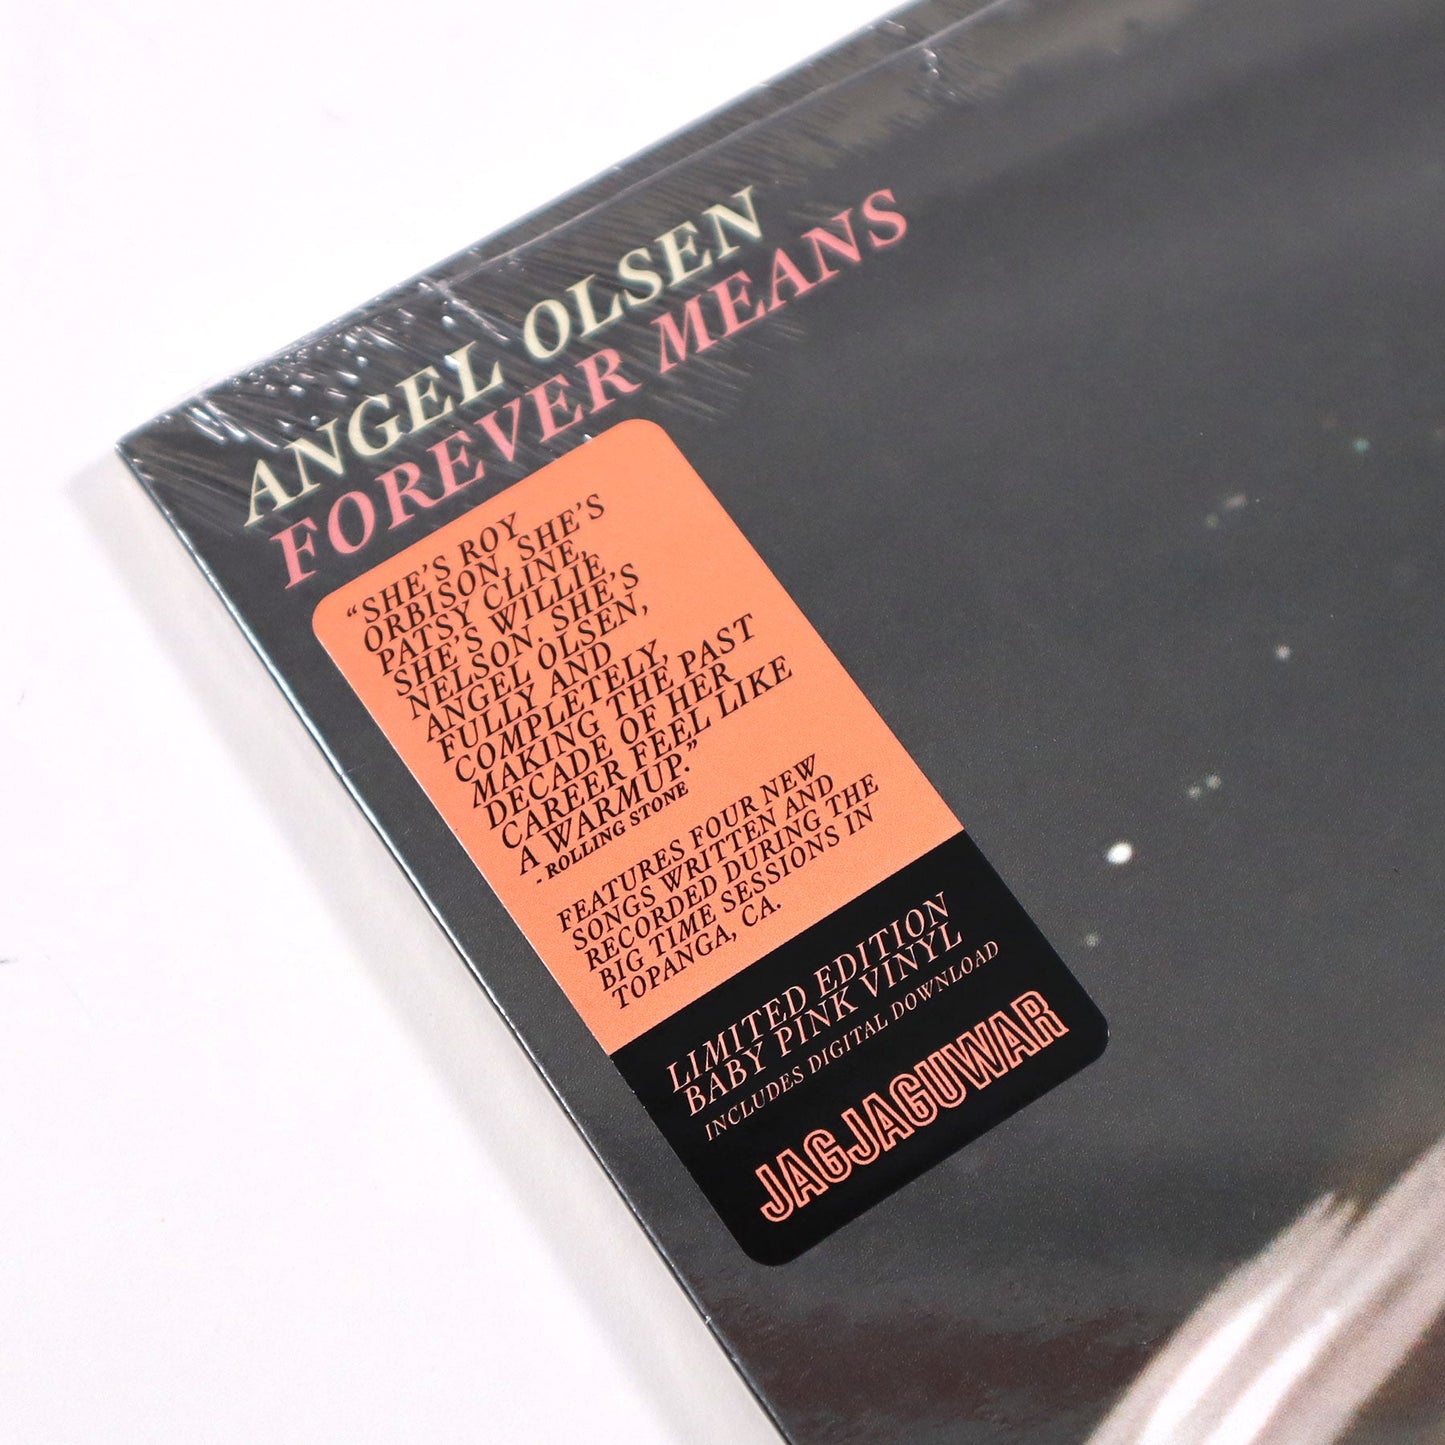 ANGEL OLSEN
FOREVER MEANS
“SHE’S ROY
ORBISON, SHE’S
PATSY CLINE,
SHE’S WILLIE
NELSON. SHE’S
ANGEL OLSEN,
FULLY AND
COMPLETELY,
MAKING THE PAST
DECADE OF HER
CAREER FEEL LIKE
A WARMUP.”
- ROLLING STONE
FEATURES FOUR NEW
SONGS WRITTEN AND
RECORDED DURING THE
BIG TIME SESSIONS IN
TOPANGA, CA.
LIMITED EDITION
BABY PINK VINYL
INCLUDES DIGITAL DOWNLOAD
JAGJAGUWAR